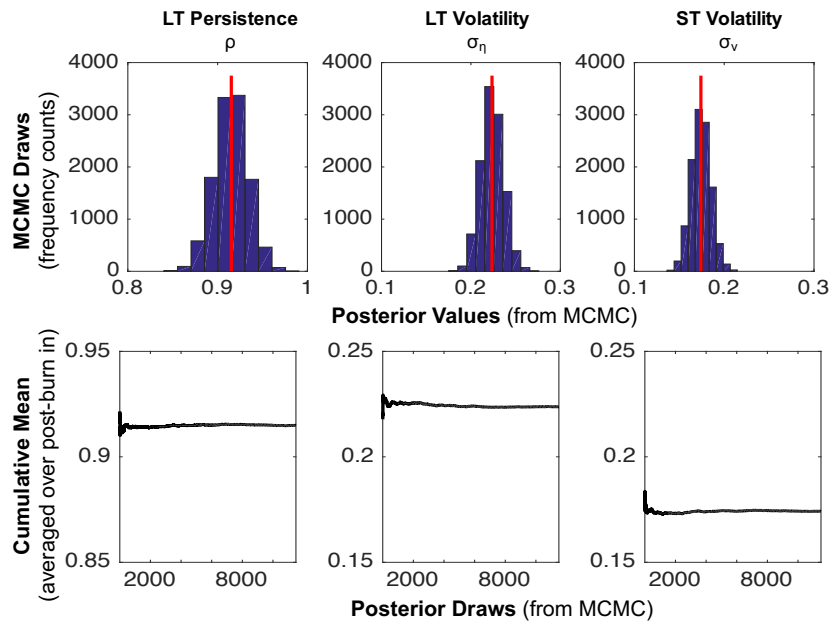 LT Persistence LT Volatility ST Volatility
ρ σ_η σ_v
4000 4000 4000
3000 3000 3000
2000 2000 2000
1000 1000 1000
0 0 0
0.8 0.9 1 0.1 0.2 0.3 0.1 0.2 0.3
MCMC Draws
(frequency counts)
Posterior Values (from MCMC)
0.95 0.25 0.25
0.9 0.2 0.2
0.85 0.15 0.15
2000 8000 2000 8000 2000 8000
Cumulative Mean
(averaged over post-burn in)
Posterior Draws (from MCMC)